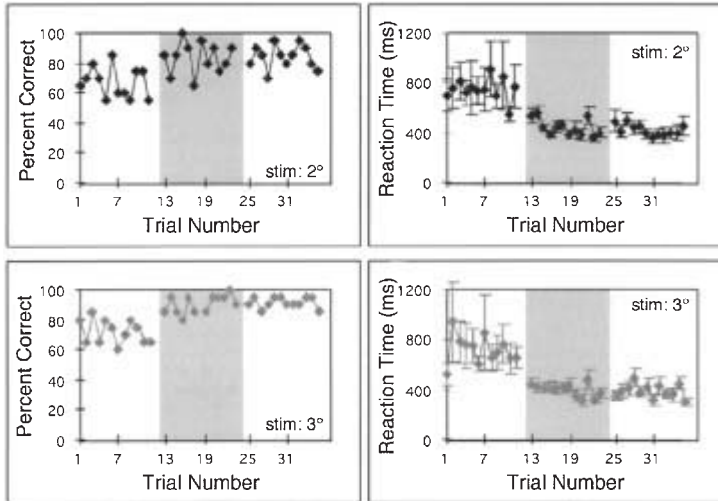 Percent Correct
100
80
60
40
20
0
stim: 2°
1 7 13 19 25 31
Trial Number
Reaction Time (ms)
1200
800
400
0
stim: 2°
1 7 13 19 25 31
Trial Number
Percent Correct
100
80
60
40
20
0
stim: 3°
1 7 13 19 25 31
Trial Number
Reaction Time (ms)
1200
800
400
0
stim: 3°
1 7 13 19 25 31
Trial Number